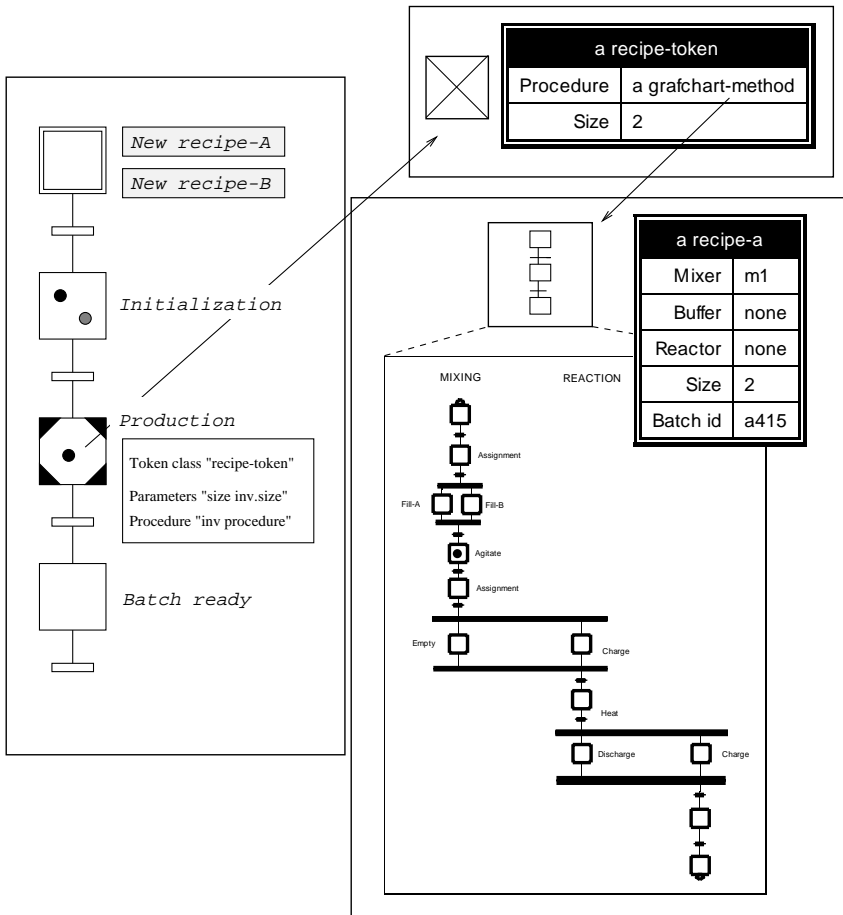 a recipe-token
Procedure a grafchart-method
Size 2
New recipe-A
New recipe-B
Initialization
Production
Token class "recipe-token"
Parameters "size inv.size"
Procedure "inv procedure"
Batch ready
a recipe-a
Mixer m1
Buffer none
Reactor none
Size 2
Batch id a415
MIXING REACTION
Assignment
Fill-A Fill-B
Agitate
Assignment
Empty Charge
Heat
Discharge Charge